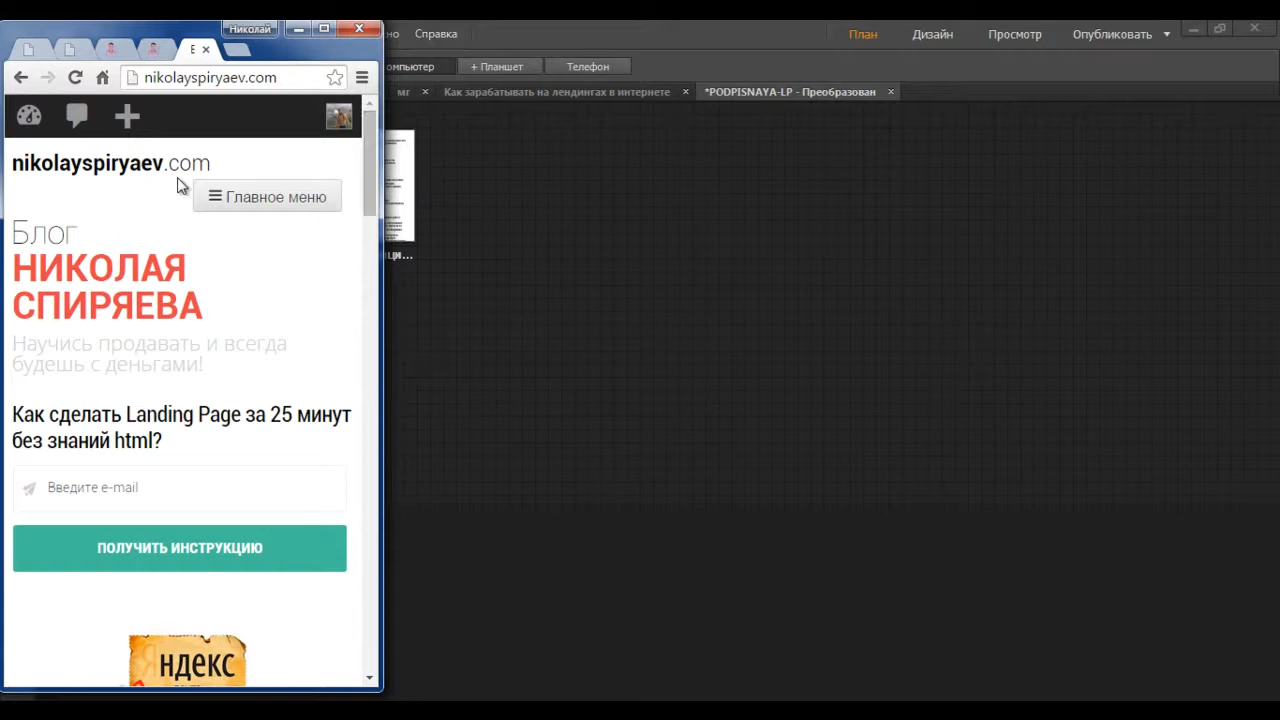 Николай
но
Справка
План
Дизайн
Просмотр
Опубликовать
омпьютер
+ Планшет
Телефон
nikolayspiryaev.com
мг
Как зарабатывать на лендингах в интернете
*PODPISNAYA-LP - Преобразован
nikolayspiryaev.com
Главное меню
Блог
НИКОЛАЯ
СПИРЯЕВА
ци...
Научись продавать и всегда
будешь с деньгами!
Как сделать Landing Page за 25 минут
без знаний html?
Введите e-mail
ПОЛУЧИТЬ ИНСТРУКЦИЮ
Яндекс